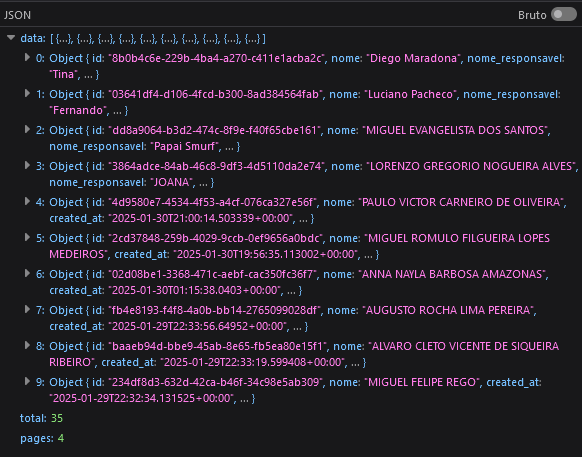 JSON Bruto
data: [ {…}, {…}, {…}, {…}, {…}, {…}, {…}, {…}, {…}, {…} ]
0: Object { id: "8b0b4c6e-229b-4ba4-a270-c411e1acba2c", nome: "Diego Maradona", nome_responsavel:
"Tina", … }
1: Object { id: "03641df4-d106-4fcd-b300-8ad384564fab", nome: "Luciano Pacheco", nome_responsavel:
"Fernando", … }
2: Object { id: "dd8a9064-b3d2-474c-8f9e-f40f65cbe161", nome: "MIGUEL EVANGELISTA DOS SANTOS",
nome_responsavel: "Papai Smurf", … }
3: Object { id: "3864adce-84ab-46c8-9df3-4d5110da2e74", nome: "LORENZO GREGORIO NOGUEIRA ALVES",
nome_responsavel: "JOANA", … }
4: Object { id: "4d9580e7-4534-4f53-a4cf-076ca327e56f", nome: "PAULO VICTOR CARNEIRO DE OLIVEIRA",
created_at: "2025-01-30T21:00:14.503339+00:00", … }
5: Object { id: "2cd37848-259b-4029-9ccb-0ef9656a0bdc", nome: "MIGUEL ROMULO FILGUEIRA LOPES
MEDEIROS", created_at: "2025-01-30T19:56:35.113002+00:00", … }
6: Object { id: "02d08be1-3368-471c-aebf-cac350fc36f7", nome: "ANNA NAYLA BARBOSA AMAZONAS",
created_at: "2025-01-30T01:15:38.0403+00:00", … }
7: Object { id: "fb4e8193-f4f8-4a0b-bb14-2765099028df", nome: "AUGUSTO ROCHA LIMA PEREIRA",
created_at: "2025-01-29T22:33:56.64952+00:00", … }
8: Object { id: "baaeb94d-bbe9-45ab-8e65-fb5ea80e15f1", nome: "ALVARO CLETO VICENTE DE SIQUEIRA
RIBEIRO", created_at: "2025-01-29T22:33:19.599408+00:00", … }
9: Object { id: "234df8d3-632d-42ca-b46f-34c98e5ab309", nome: "MIGUEL FELIPE REGO", created_at:
"2025-01-29T22:32:34.131525+00:00", … }
total: 35
pages: 4